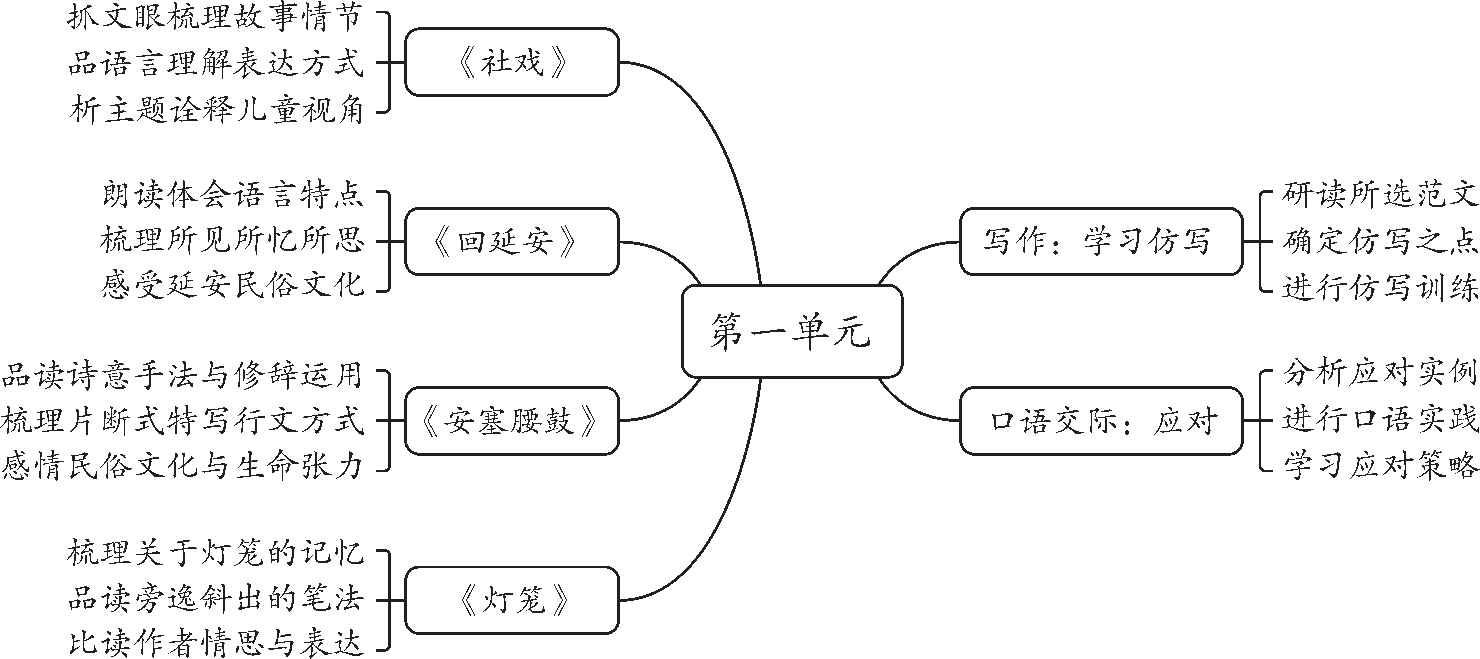 抓文眼梳理故事情节
品语言理解表达方式
析主题诠释儿童视角
《社戏》
朗读体会语言特点
梳理所见所忆所思
感受延安民俗文化
《回延安》
品读诗意手法与修辞运用
梳理片断式特写行文方式
感情民俗文化与生命张力
《安塞腰鼓》
梳理关于灯笼的记忆
品读旁逸斜出的笔法
比读作者情思与表达
《灯笼》
第一单元
写作：学习仿写
研读所选范文
确定仿写之点
进行仿写训练
口语交际：应对
分析应对实例
进行口语实践
学习应对策略